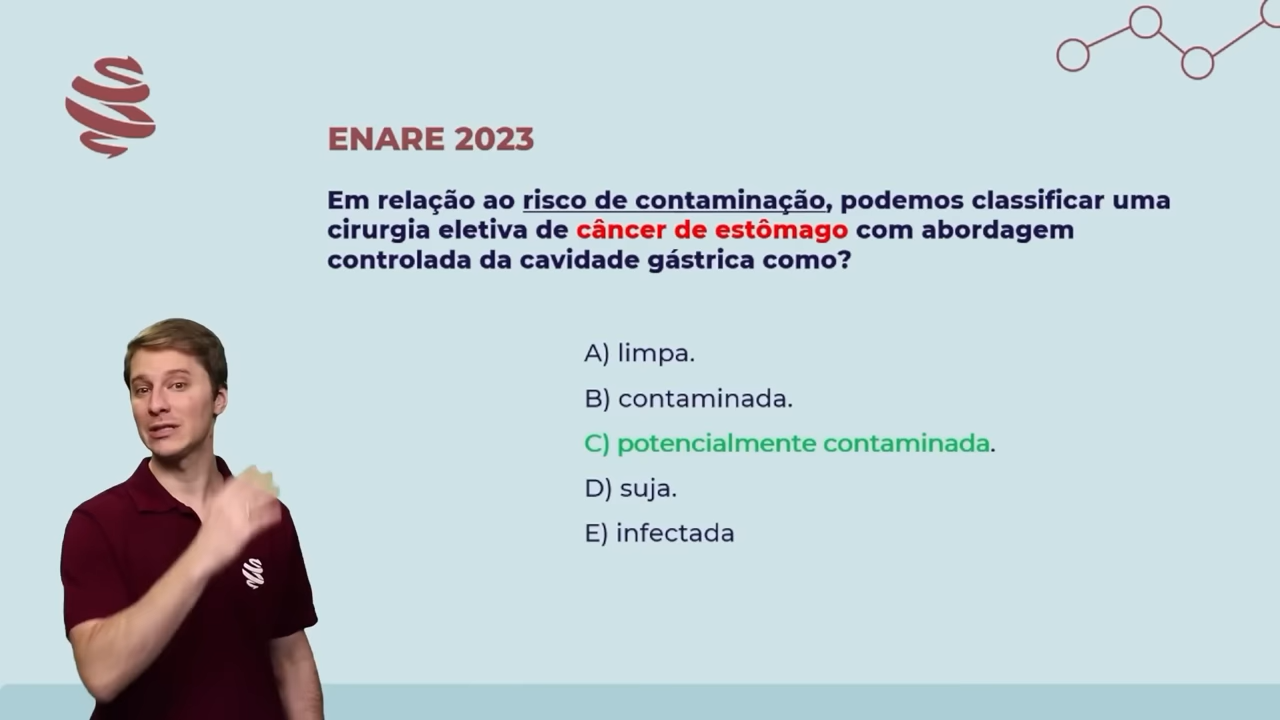 ENARE 2023
Em relação ao risco de contaminação, podemos classificar uma
cirurgia eletiva de câncer de estômago com abordagem
controlada da cavidade gástrica como?
A) limpa.
B) contaminada.
C) potencialmente contaminada.
D) suja.
E) infectada